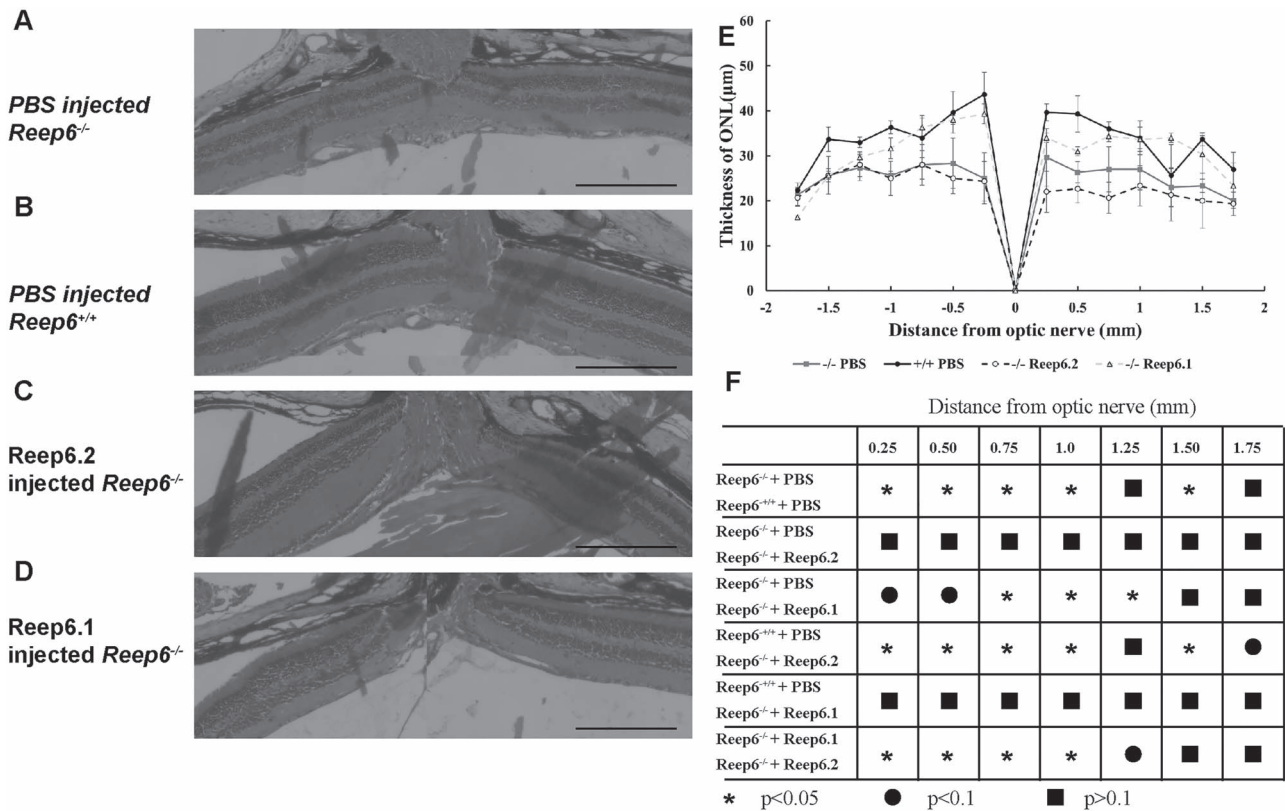 A
PBS injected
Reep6-/-
B
PBS injected
Reep6+/+
C
Reep6.2
injected Reep6-/-
D
Reep6.1
injected Reep6-/-
E
Thickness of ONL(μm)
60
50
40
30
20
10
0
-2 -1.5 -1 -0.5 0 0.5 1 1.5 2
Distance from optic nerve (mm)
-/- PBS +/+ PBS -/- Reep6.2 -/- Reep6.1
F
Distance from optic nerve (mm)
0.25 0.50 0.75 1.0 1.25 1.50 1.75
Reep6-/- + PBS
Reep6-+/+ + PBS
* * * * ■ * ■
Reep6-/- + PBS
Reep6-/- + Reep6.2
■ ■ ■ ■ ■ ■ ■
Reep6-/- + PBS
Reep6-/- + Reep6.1
● ● * * * ■ ■
Reep6-+/+ + PBS
Reep6-/- + Reep6.2
* * * * ■ * ●
Reep6-+/+ + PBS
Reep6-/- + Reep6.1
■ ■ ■ ■ ■ ■ ■
Reep6-/- + Reep6.1
Reep6-/- + Reep6.2
* * * * ● ■ ■
* p<0.05 ● p<0.1 ■ p>0.1